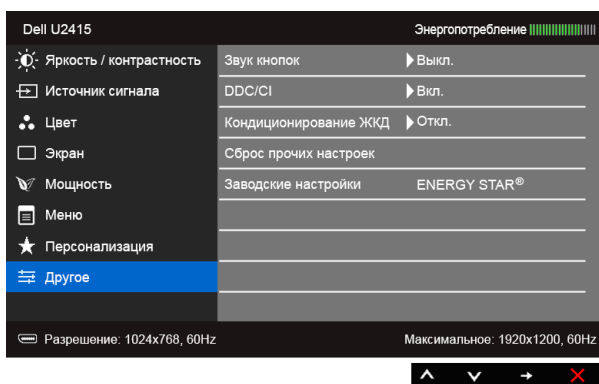 Dell U2415 Энергопотребление
Яркость / контрастность Звук кнопок Выкл.
Источник сигнала DDC/CI Вкл.
Цвет Кондиционирование ЖКД Откл.
Экран Сброс прочих настроек
Мощность Заводские настройки ENERGY STAR®
Меню
Персонализация
Другое
Разрешение: 1024x768, 60Hz Максимальное: 1920x1200, 60Hz